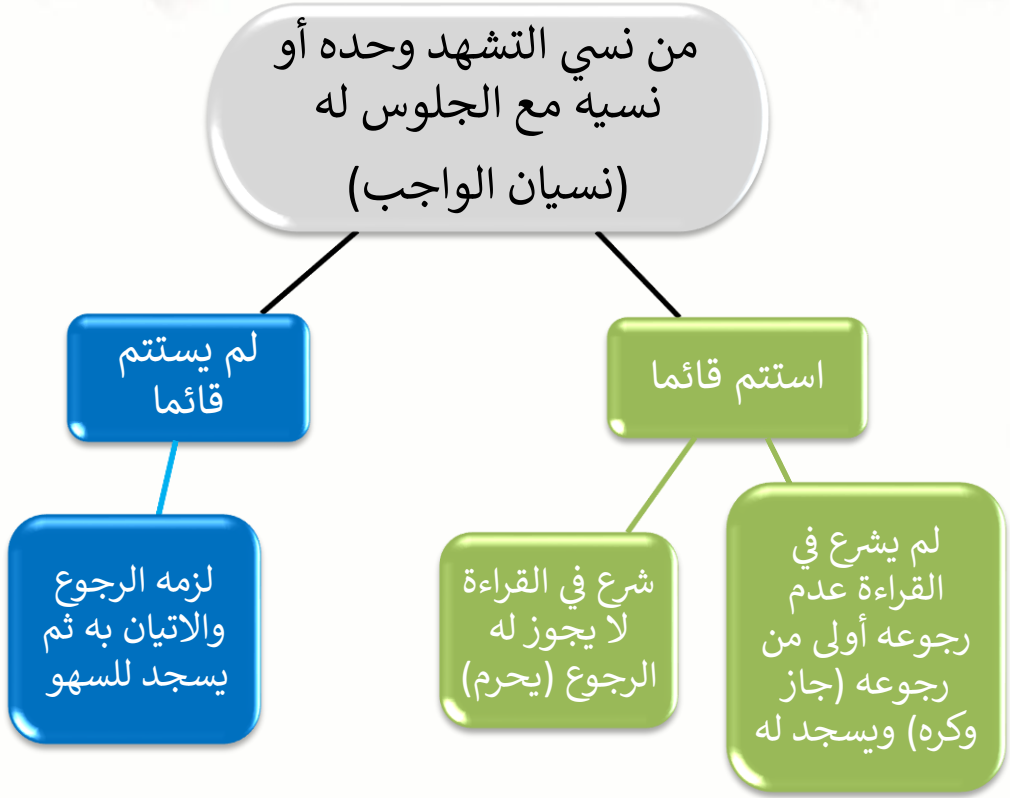 من نسي التشهد وحده أو
نسيه مع الجلوس له
(نسيان الواجب)
استتم قائما
لم يستتم
قائما
لم يشرع في
القراءة عدم
رجوعه أولى من
رجوعه (جاز
وكره) ويسجد له
شرع في القراءة
لا يجوز له
الرجوع (يحرم)
لزمه الرجوع
والاتيان به ثم
يسجد للسهو